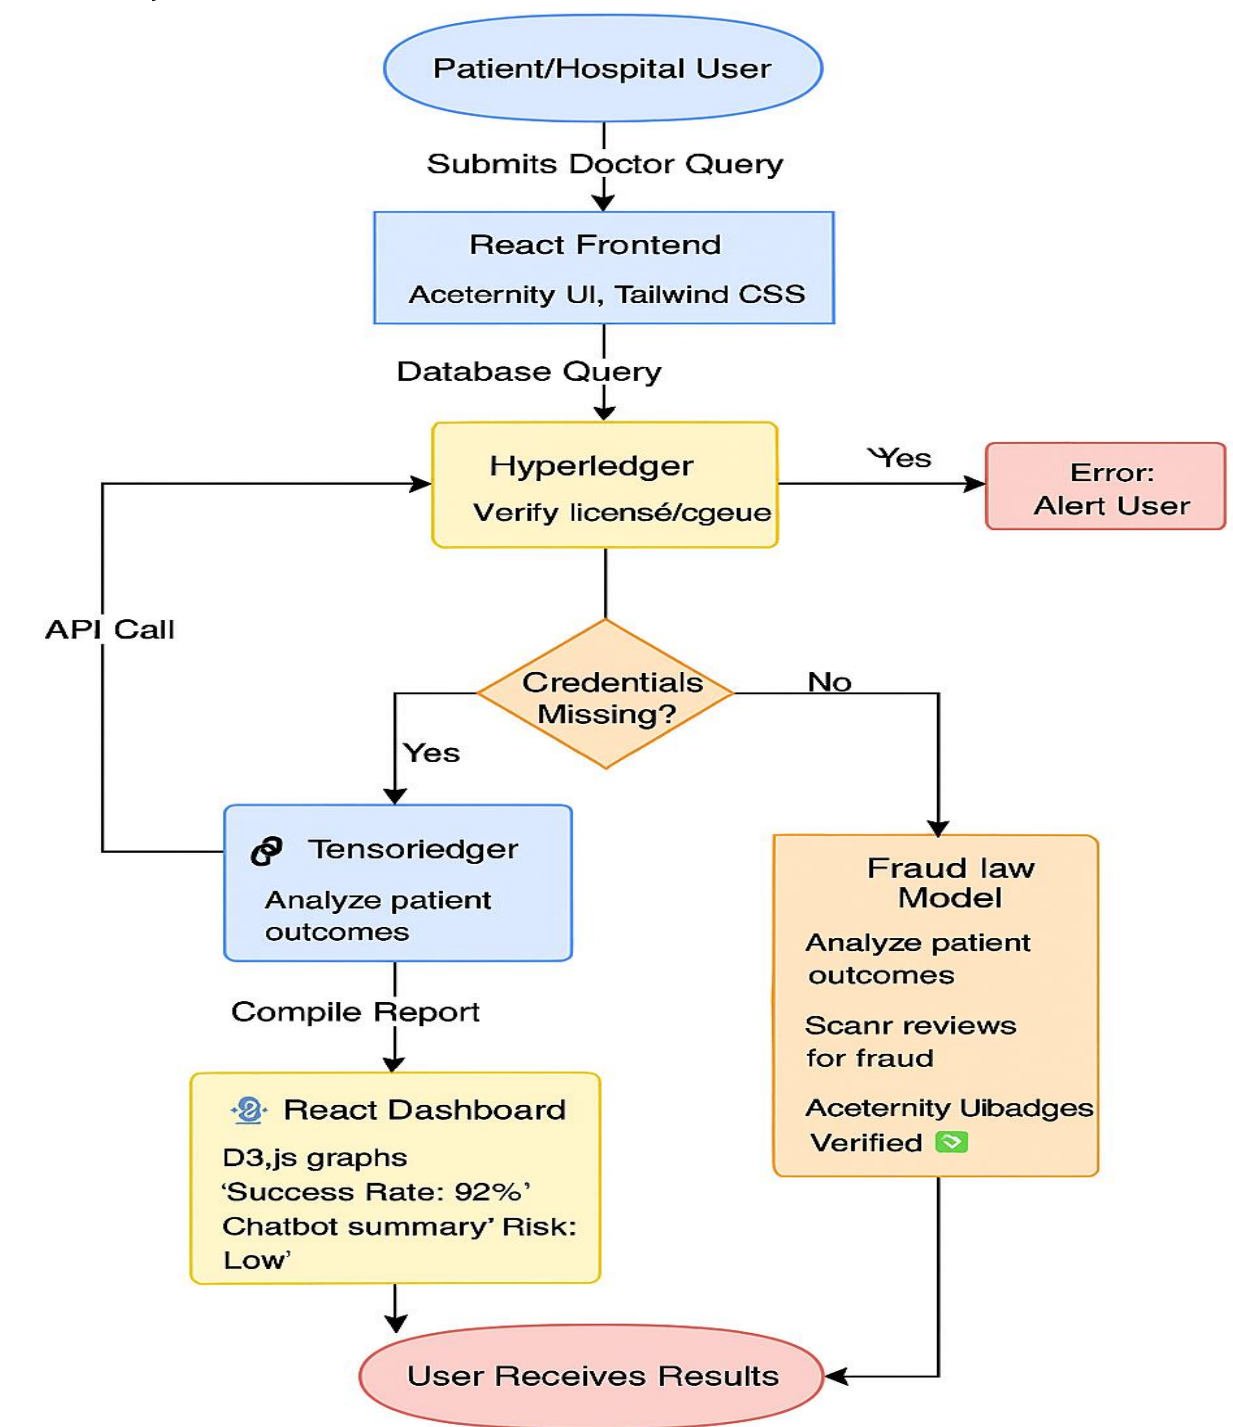 Patient/Hospital User
Submits Doctor Query
React Frontend
Aceternity UI, Tailwind CSS
Database Query
Hyperledger
Verify licensé/cgeue
Yes
Error:
Alert User
API Call
Credentials
Missing?
No
Yes
Tensoriedger
Analyze patient
outcomes
Fraud law
Model
Analyze patient
outcomes
Scanr reviews
for fraud
Aceternity Uibadges
Verified
Compile Report
React Dashboard
D3,js graphs
‘Success Rate: 92%’
Chatbot summary’ Risk:
Low’
User Receives Results